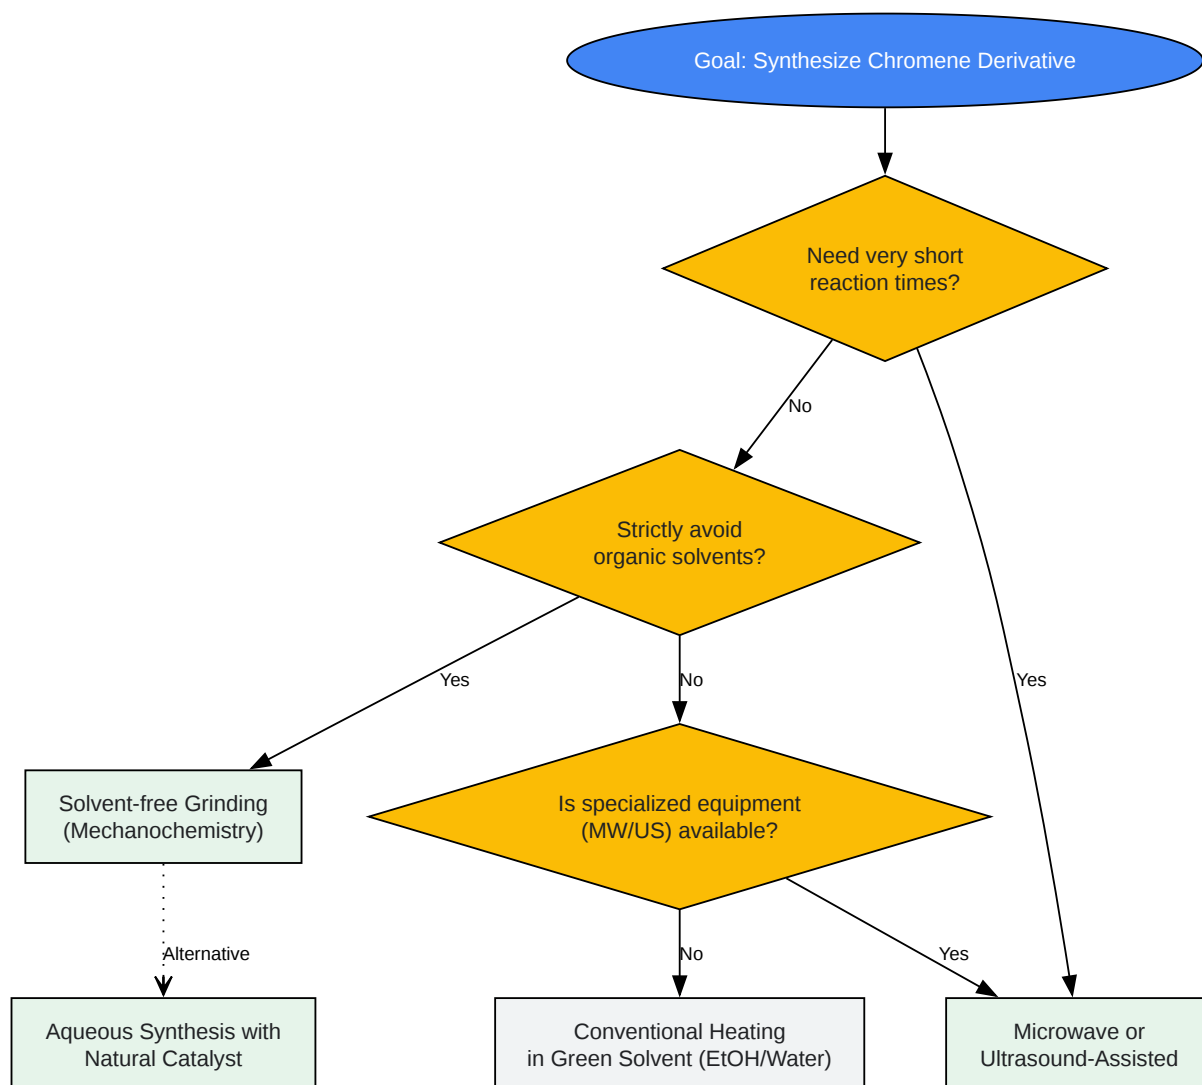 Goal: Synthesize Chromene Derivative
Need very short
reaction times?
No
Strictly avoid
organic solvents?
Yes
No
Yes
Solvent-free Grinding
(Mechanochemistry)
Is specialized equipment
(MW/US) available?
Alternative
No
Yes
Aqueous Synthesis with
Natural Catalyst
Conventional Heating
in Green Solvent (EtOH/Water)
Microwave or
Ultrasound-Assisted